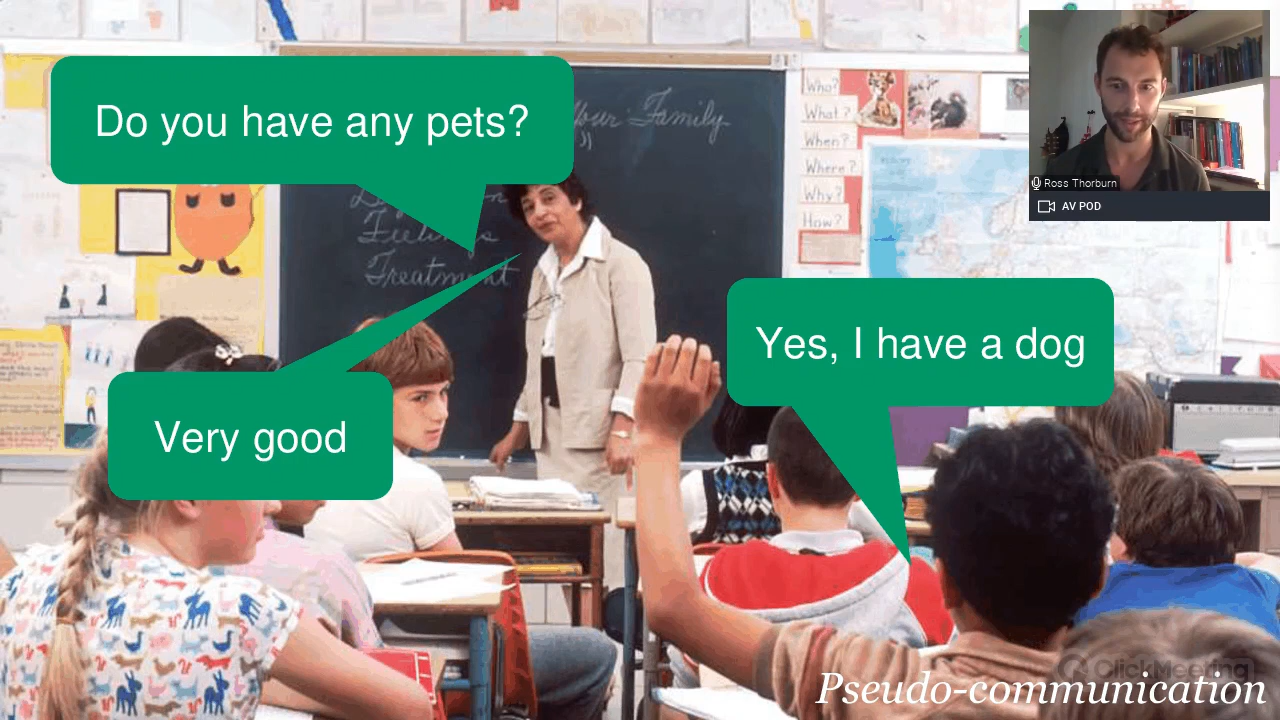 Do you have any pets?
Your Family
Feelings
Treatment
Who?
What?
When?
Where?
Why?
How?
Ross Thorburn
AV POD
Yes, I have a dog
Very good
ClickMeeting
Pseudo-communication